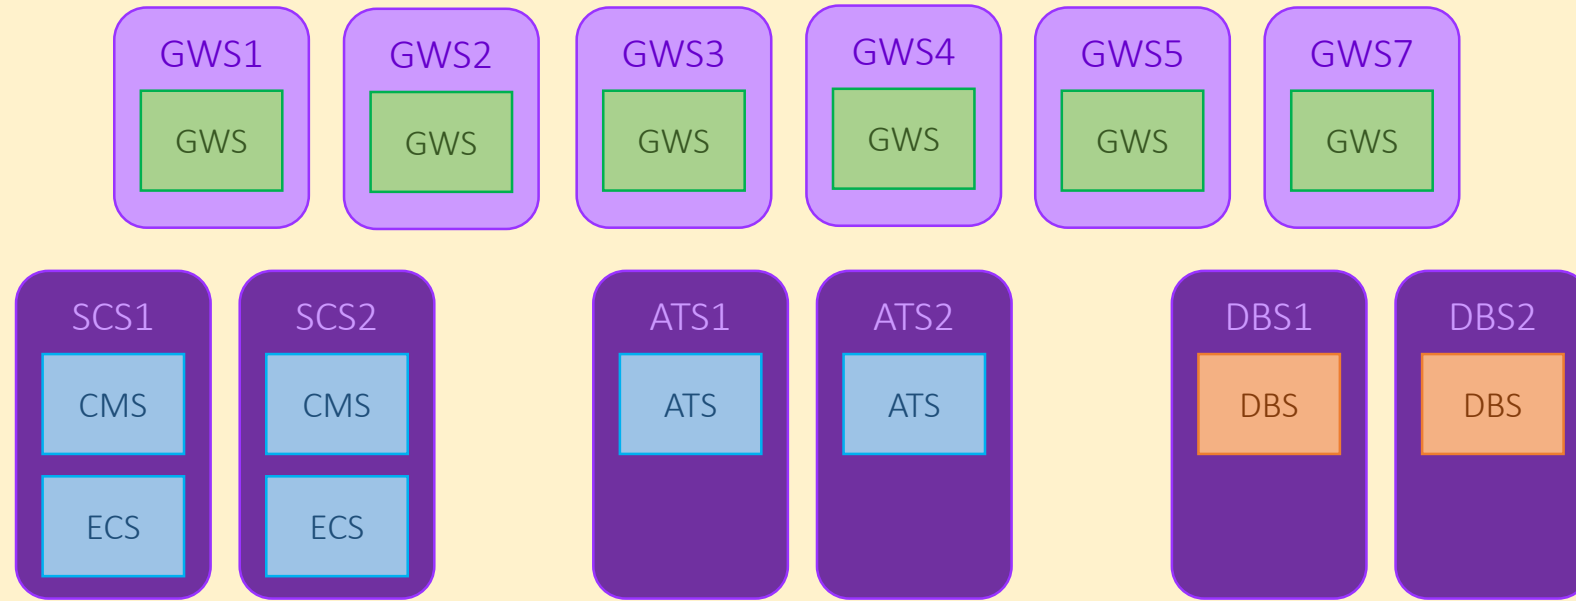 GWS1
GWS
GWS2
GWS
GWS3
GWS
GWS4
GWS
GWS5
GWS
GWS7
GWS
SCS1
CMS
ECS
SCS2
CMS
ECS
ATS1
ATS
ATS2
ATS
DBS1
DBS
DBS2
DBS